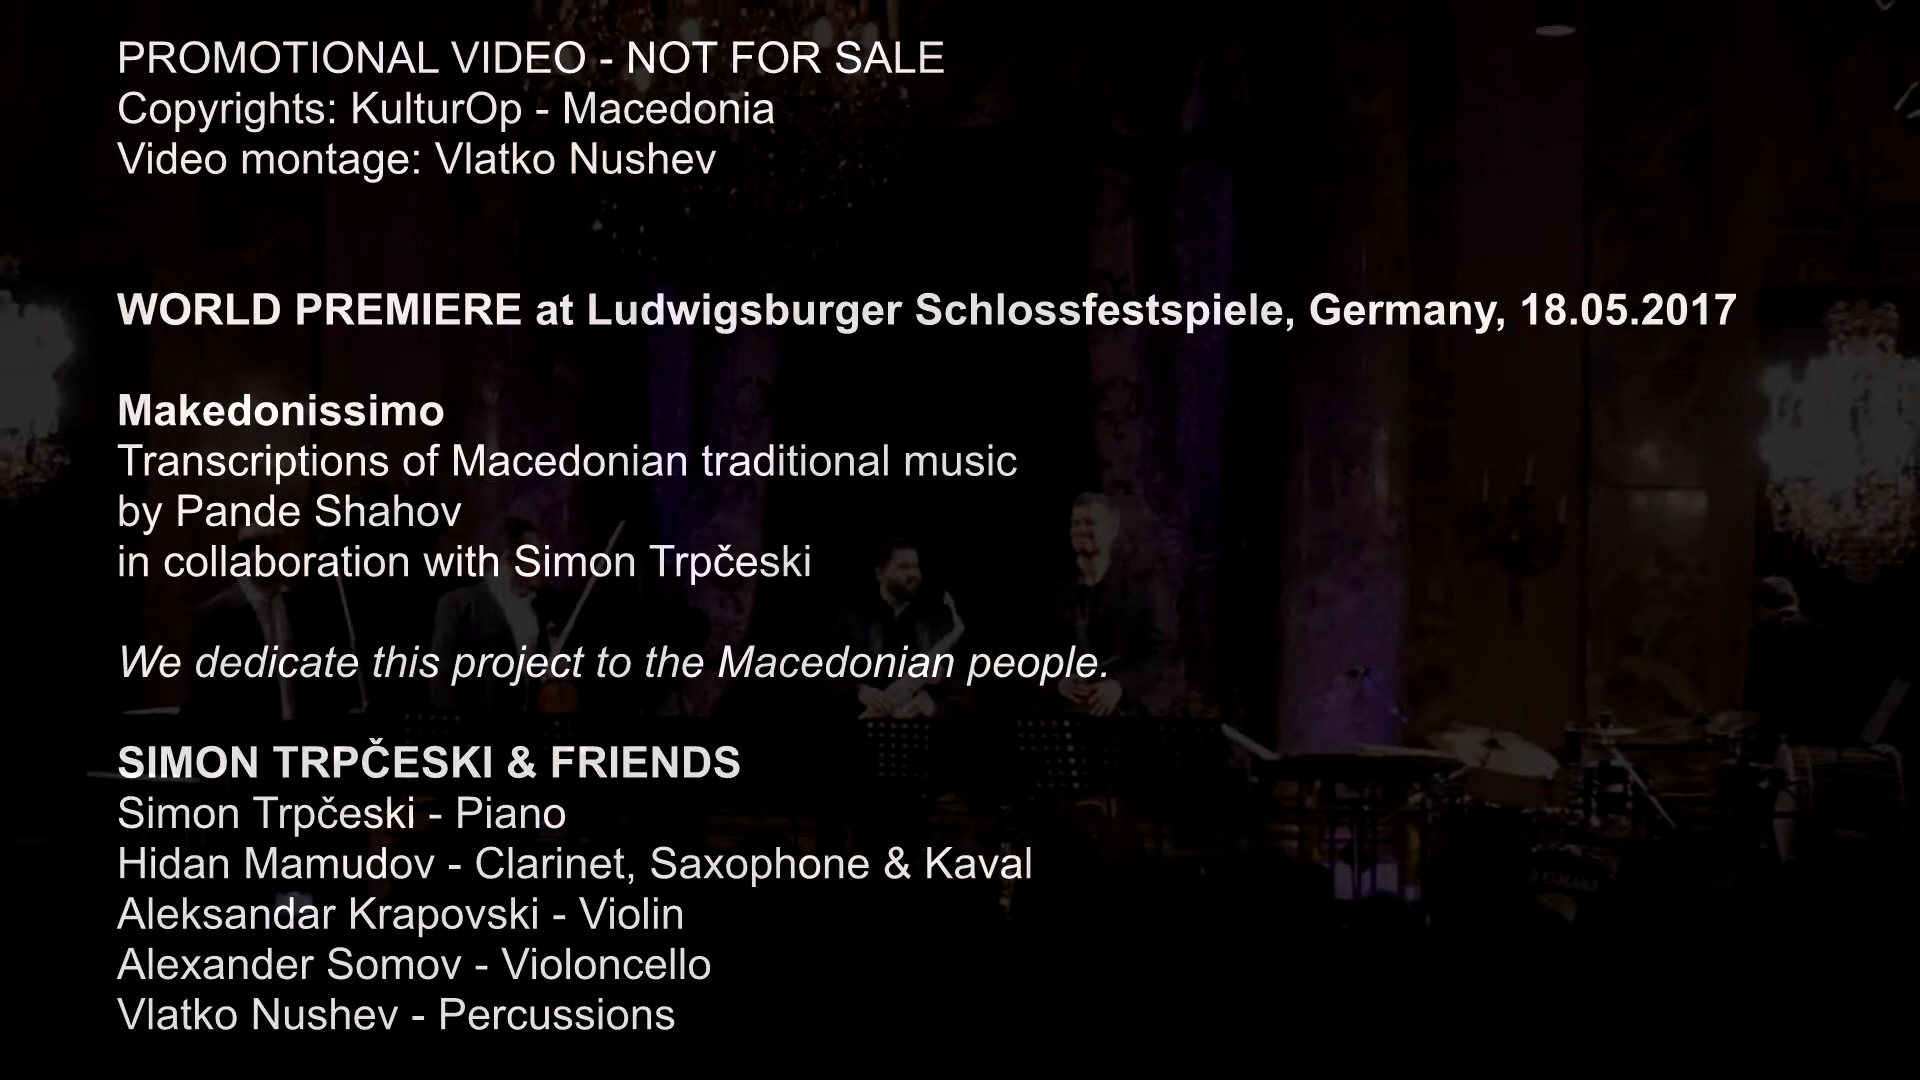 PROMOTIONAL VIDEO - NOT FOR SALE
Copyrights: KulturOp - Macedonia
Video montage: Vlatko Nushev
WORLD PREMIERE at Ludwigsburger Schlossfestspiele, Germany, 18.05.2017
Makedonissimo
Transcriptions of Macedonian traditional music
by Pande Shahov
in collaboration with Simon Trpčeski
We dedicate this project to the Macedonian people.
SIMON TRPČESKI & FRIENDS
Simon Trpčeski - Piano
Hidan Mamudov - Clarinet, Saxophone & Kaval
Aleksandar Krapovski - Violin
Alexander Somov - Violoncello
Vlatko Nushev - Percussions